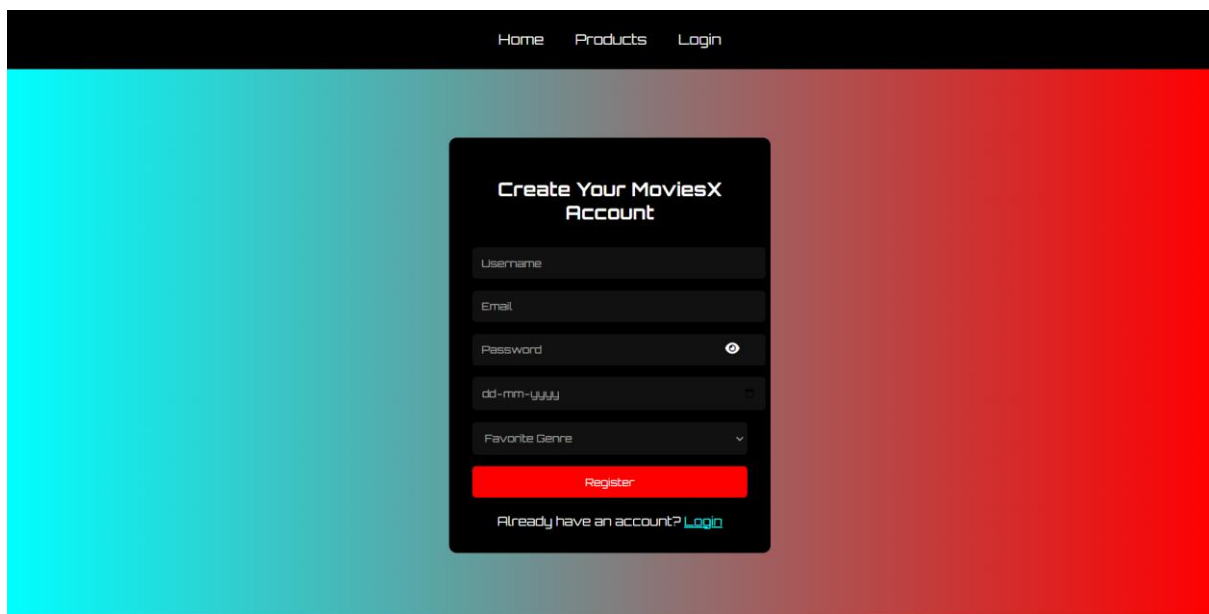 Home Products Login
Create Your MoviesX
Account
Username
Email
Password
dd-mm-yyyy
Favorite Genre
Register
Already have an account? Login